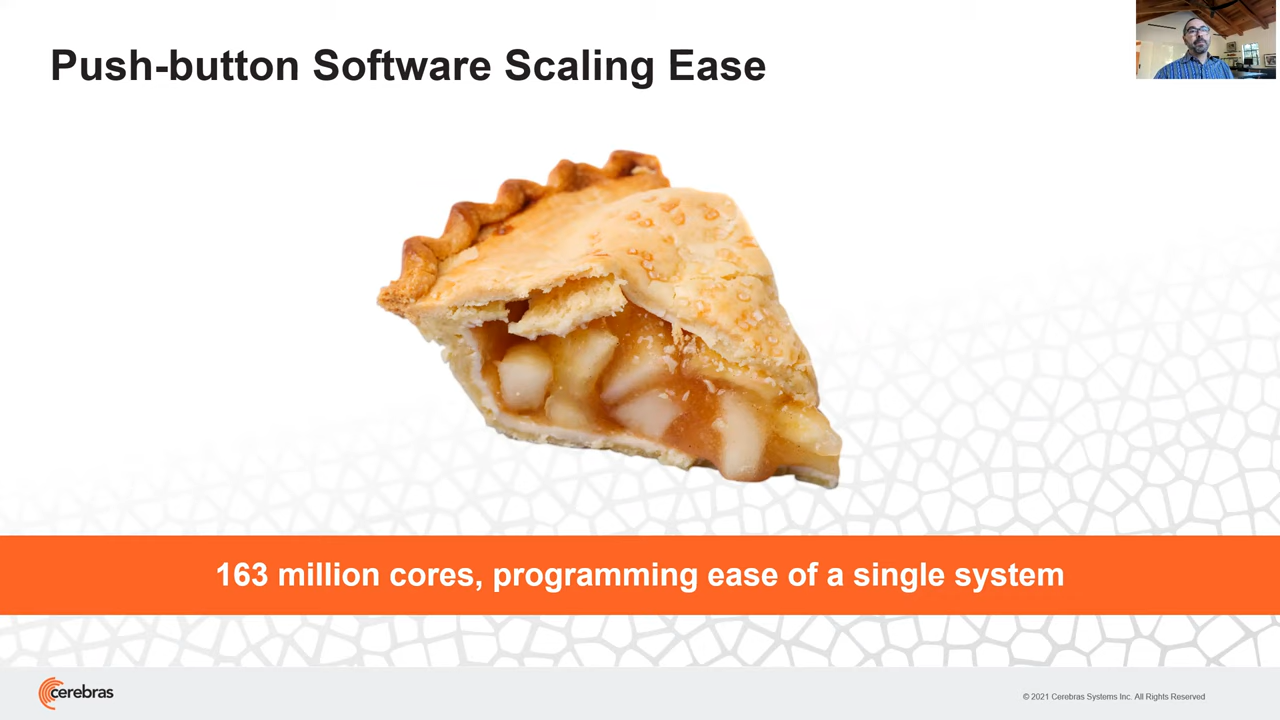 Push-button Software Scaling Ease
163 million cores, programming ease of a single system
cerebras
© 2021 Cerebras Systems Inc. All Rights Reserved